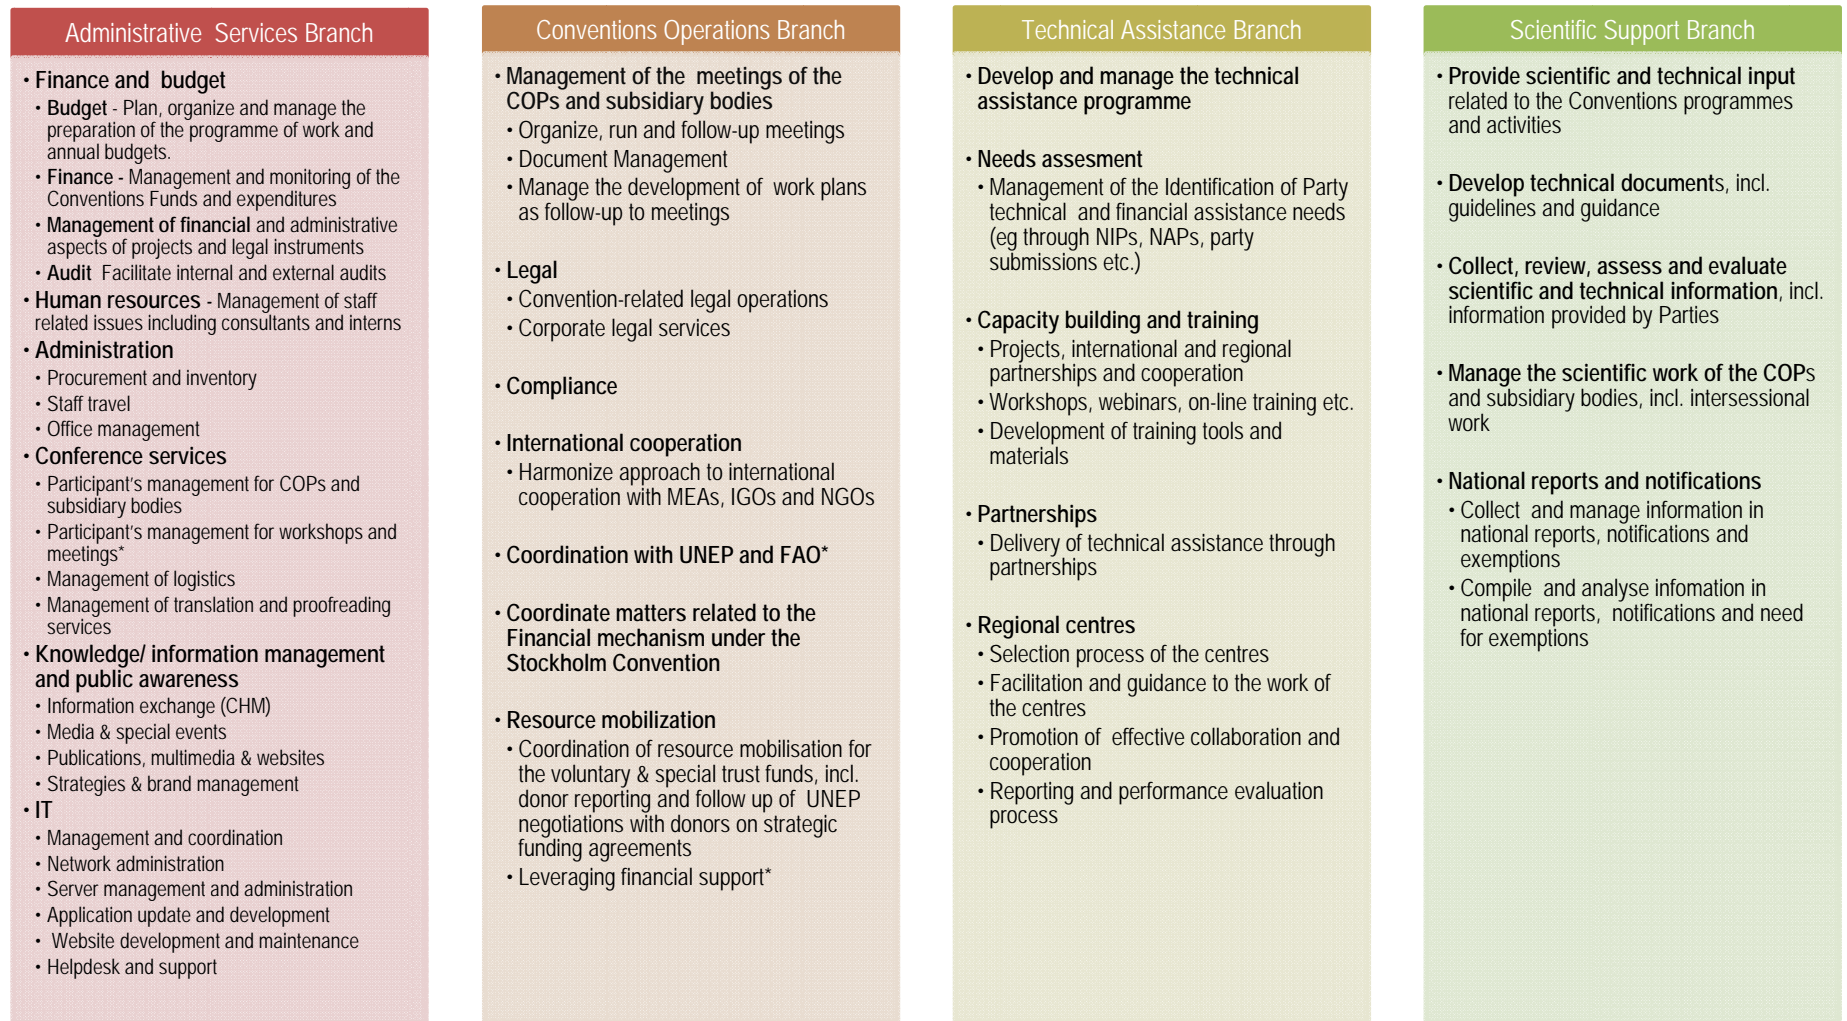 Administrative Services Branch
• Finance and budget
• Budget - Plan, organize and manage the
preparation of the programme of work and
annual budgets.
• Finance - Management and monitoring of the
Conventions Funds and expenditures
• Management of financial and administrative
aspects of projects and legal instruments
• Audit Facilitate internal and external audits
• Human resources - Management of staff
related issues including consultants and interns
• Administration
• Procurement and inventory
• Staff travel
• Office management
• Conference services
• Participant's management for COPs and
subsidiary bodies
• Participant's management for workshops and
meetings*
• Management of logistics
• Management of translation and proofreading
services
• Knowledge/ information management
and public awareness
• Information exchange (CHM)
• Media & special events
• Publications, multimedia & websites
• Strategies & brand management
• IT
• Management and coordination
• Network administration
• Server management and administration
• Application update and development
• Website development and maintenance
• Helpdesk and support
Conventions Operations Branch
• Management of the meetings of the
COPs and subsidiary bodies
• Organize, run and follow-up meetings
• Document Management
• Manage the development of work plans
as follow-up to meetings
• Legal
• Convention-related legal operations
• Corporate legal services
• Compliance
• International cooperation
• Harmonize approach to international
cooperation with MEAs, IGOs and NGOs
• Coordination with UNEP and FAO*
• Coordinate matters related to the
Financial mechanism under the
Stockholm Convention
• Resource mobilization
• Coordination of resource mobilisation for
the voluntary & special trust funds, incl.
donor reporting and follow up of UNEP
negotiations with donors on strategic
funding agreements
• Leveraging financial support*
Technical Assistance Branch
• Develop and manage the technical
assistance programme
• Needs assesment
• Management of the Identification of Party
technical and financial assistance needs
(eg through NIPs, NAPs, party
submissions etc.)
• Capacity building and training
• Projects, international and regional
partnerships and cooperation
• Workshops, webinars, on-line training etc.
• Development of training tools and
materials
• Partnerships
• Delivery of technical assistance through
partnerships
• Regional centres
• Selection process of the centres
• Facilitation and guidance to the work of
the centres
• Promotion of effective collaboration and
cooperation
• Reporting and performance evaluation
process
Scientific Support Branch
• Provide scientific and technical input
related to the Conventions programmes
and activities
• Develop technical documents, incl.
guidelines and guidance
• Collect, review, assess and evaluate
scientific and technical information, incl.
information provided by Parties
• Manage the scientific work of the COPs
and subsidiary bodies, incl. intersessional
work
• National reports and notifications
• Collect and manage information in
national reports, notifications and
exemptions
• Compile and analyse infomation in
national reports, notifications and need
for exemptions